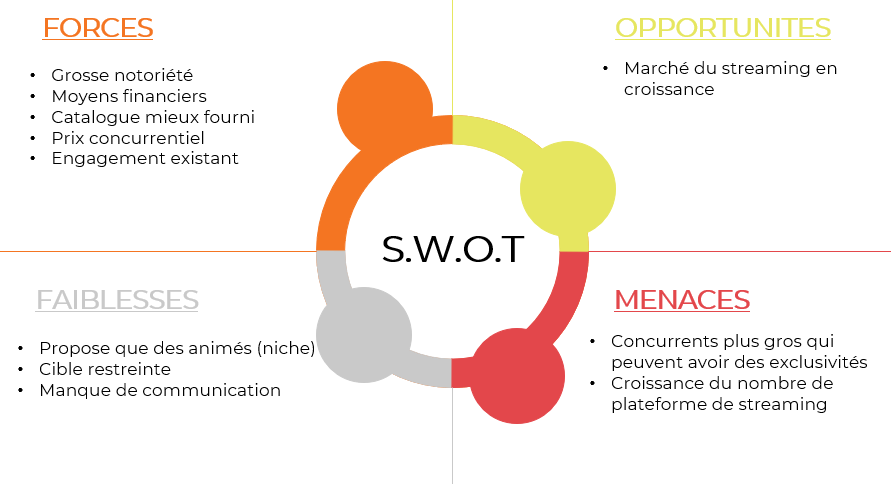 FORCES
• Grosse notoriété
• Moyens financiers
• Catalogue mieux fourni
• Prix concurrentiel
• Engagement existant
OPPORTUNITES
• Marché du streaming en
croissance
S.W.O.T
FAIBLESSES
• Propose que des animés (niche)
• Cible restreinte
• Manque de communication
MENACES
• Concurrents plus gros qui
peuvent avoir des exclusivités
• Croissance du nombre de
plateforme de streaming